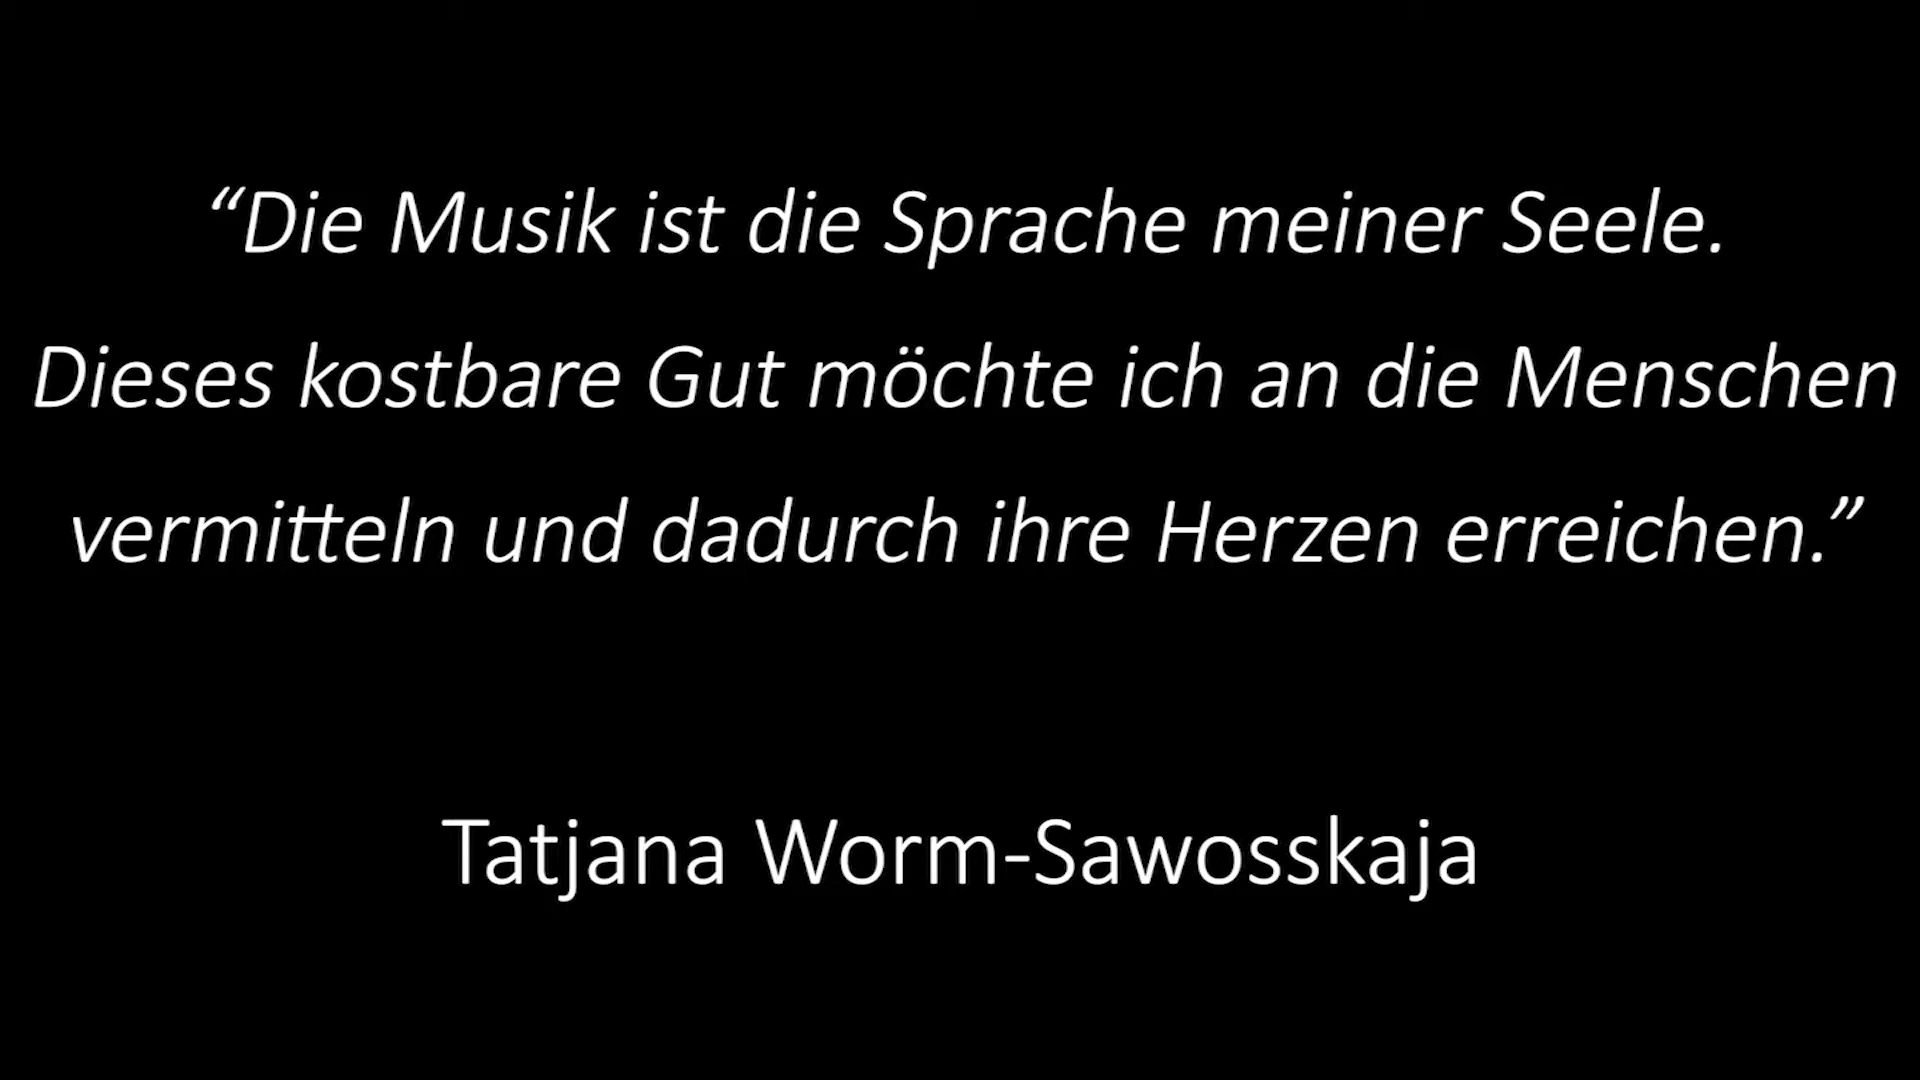 “Die Musik ist die Sprache meiner Seele.
Dieses kostbare Gut möchte ich an die Menschen
vermitteln und dadurch ihre Herzen erreichen.”
Tatjana Worm-Sawosskaja